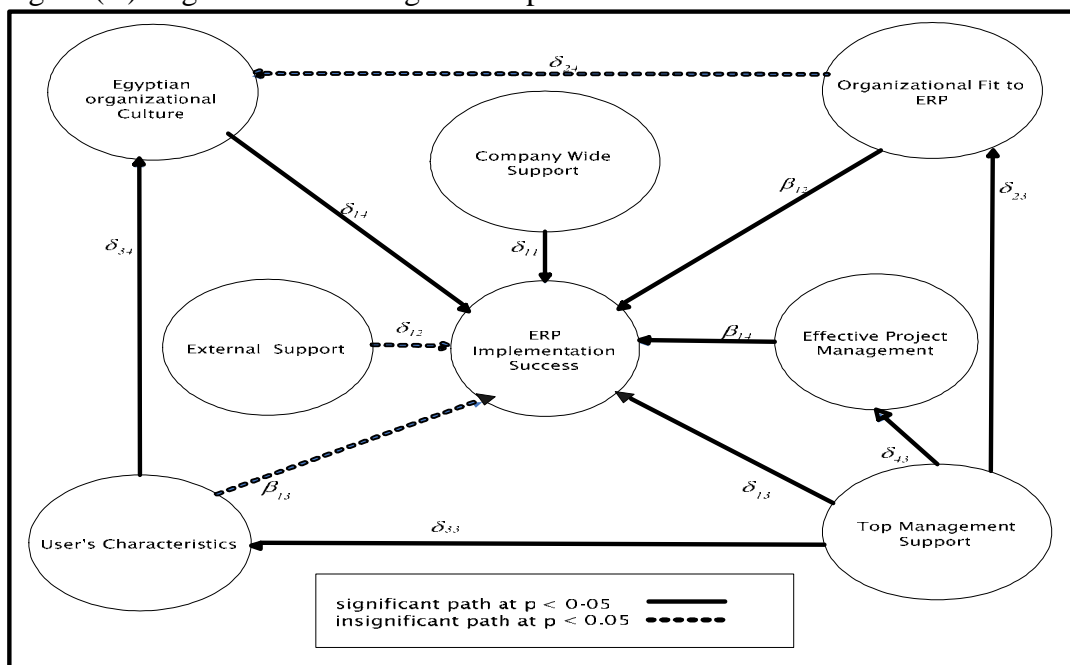 δ24
Egyptian
organizational
Culture
Organizational Fit to
ERP
Company Wide
Support
β12
δ23
δ14
δ34
δ11
External Support
δ12
ERP
Implementation
Success
β14
Effective Project
Management
δ43
β13
δ13
User's Characteristics
δ33
Top Management
Support
significant path at p < 0-05
insignificant path at p < 0.05